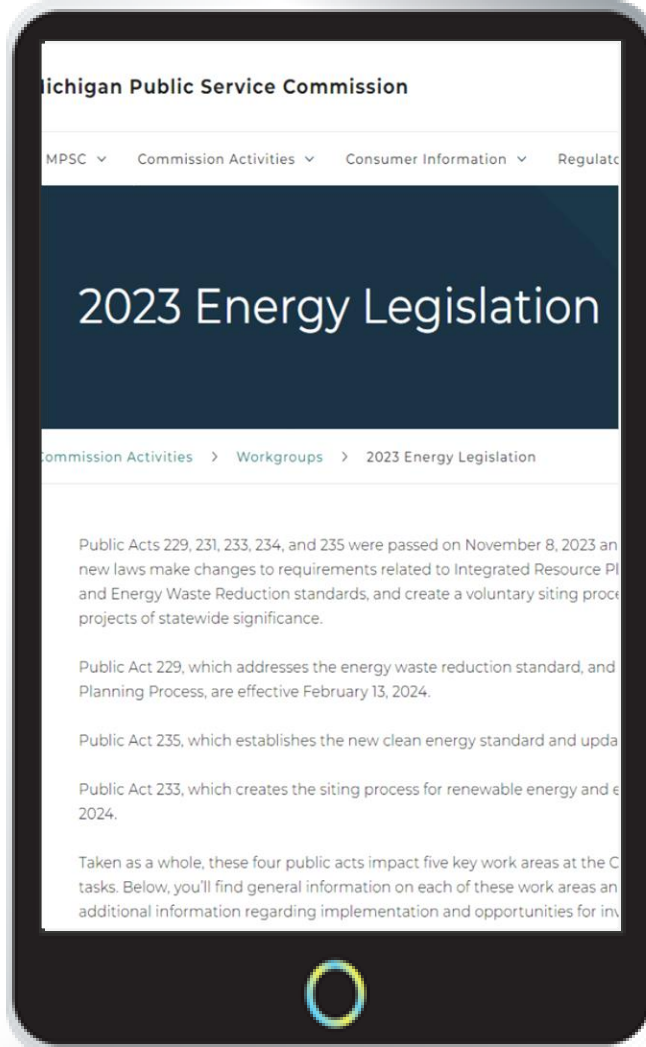 ichigan Public Service Commission
MPSC Commission Activities Consumer Information Regulato
2023 Energy Legislation
ommission Activities > Workgroups > 2023 Energy Legislation
Public Acts 229, 231, 233, 234, and 235 were passed on November 8, 2023 an
new laws make changes to requirements related to Integrated Resource Pl
and Energy Waste Reduction standards, and create a voluntary siting proce
projects of statewide significance.
Public Act 229, which addresses the energy waste reduction standard, and
Planning Process, are effective February 13, 2024.
Public Act 235, which establishes the new clean energy standard and upda
Public Act 233, which creates the siting process for renewable energy and e
2024.
Taken as a whole, these four public acts impact five key work areas at the C
tasks. Below, you'll find general information on each of these work areas an
additional information regarding implementation and opportunities for inv